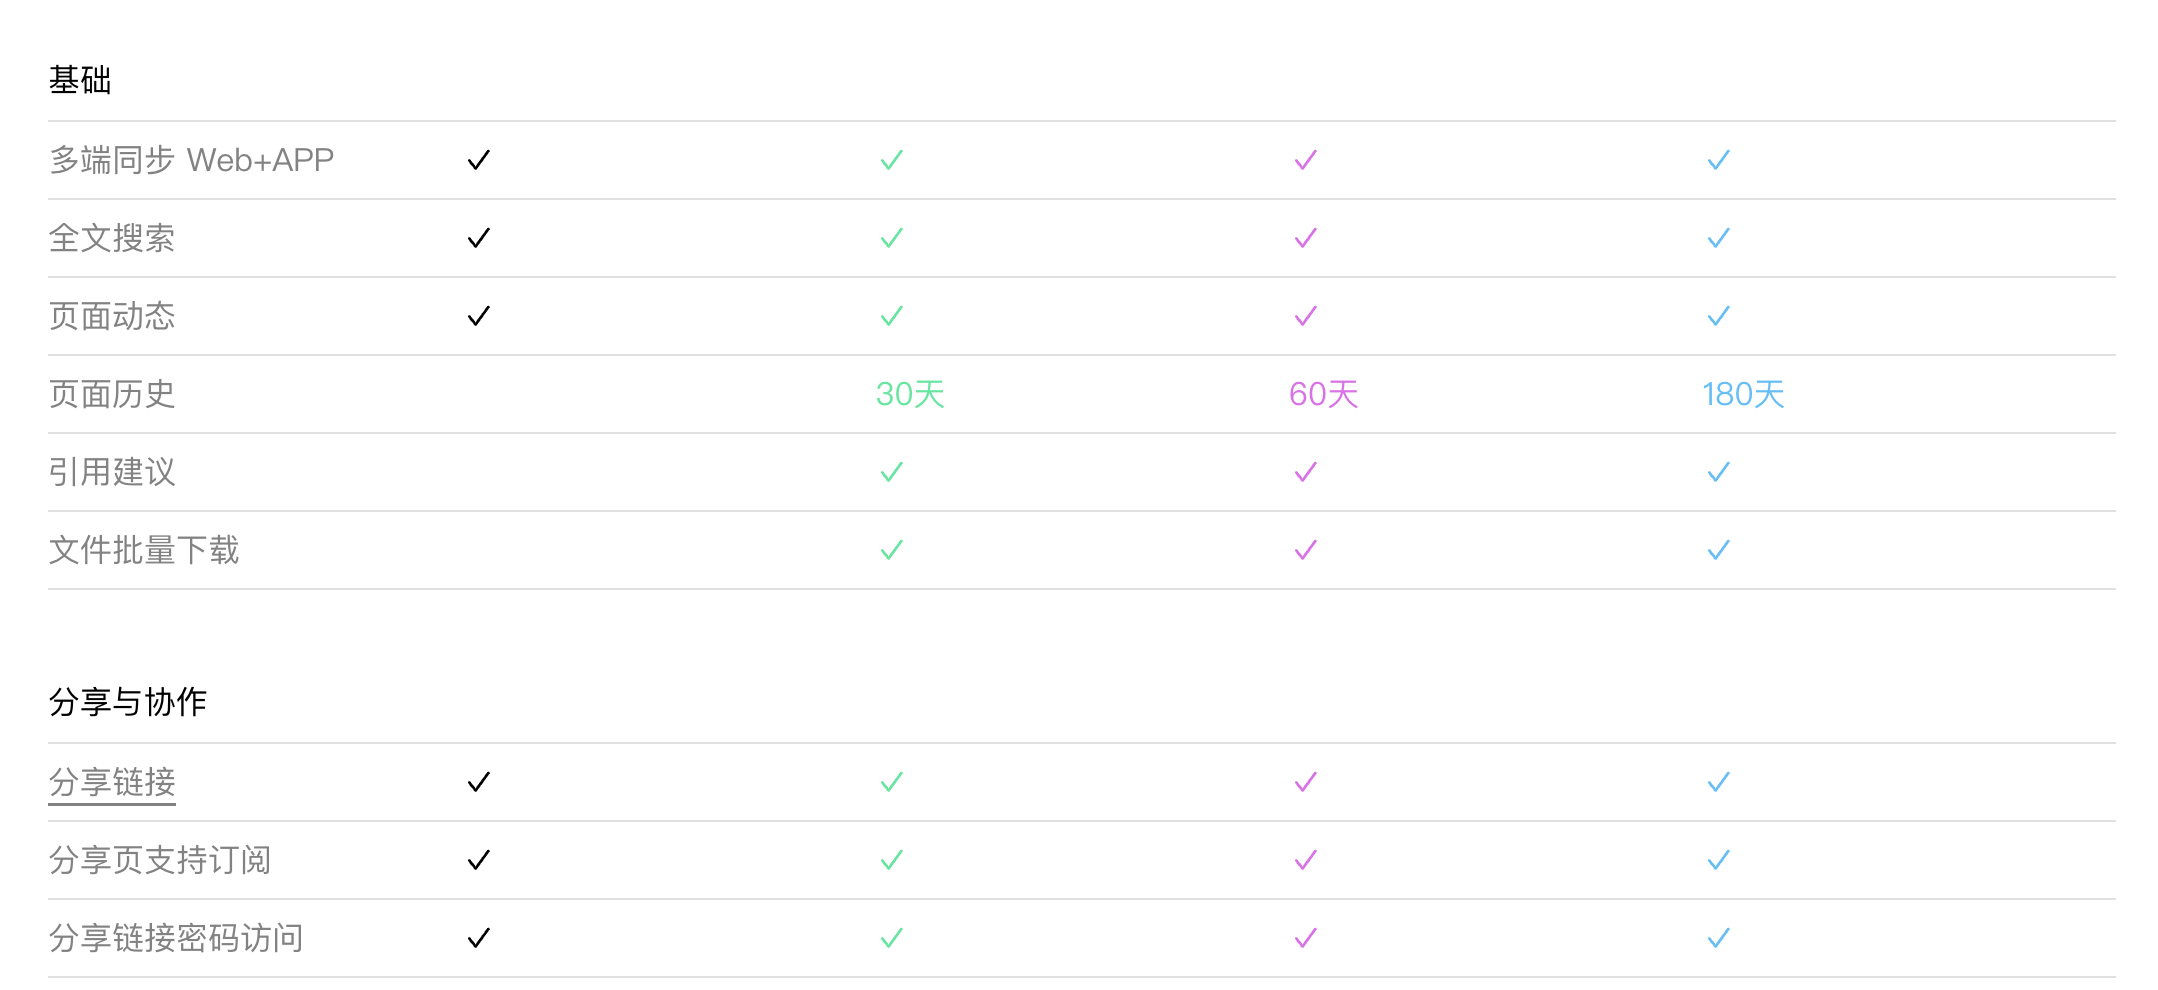 基础
多端同步 Web+APP ✓ ✓ ✓ ✓
全文搜索 ✓ ✓ ✓ ✓
页面动态 ✓ ✓ ✓ ✓
页面历史 30天 60天 180天
引用建议 ✓ ✓ ✓
文件批量下载 ✓ ✓ ✓
分享与协作
分享链接 ✓ ✓ ✓ ✓
分享页支持订阅 ✓ ✓ ✓ ✓
分享链接密码访问 ✓ ✓ ✓ ✓